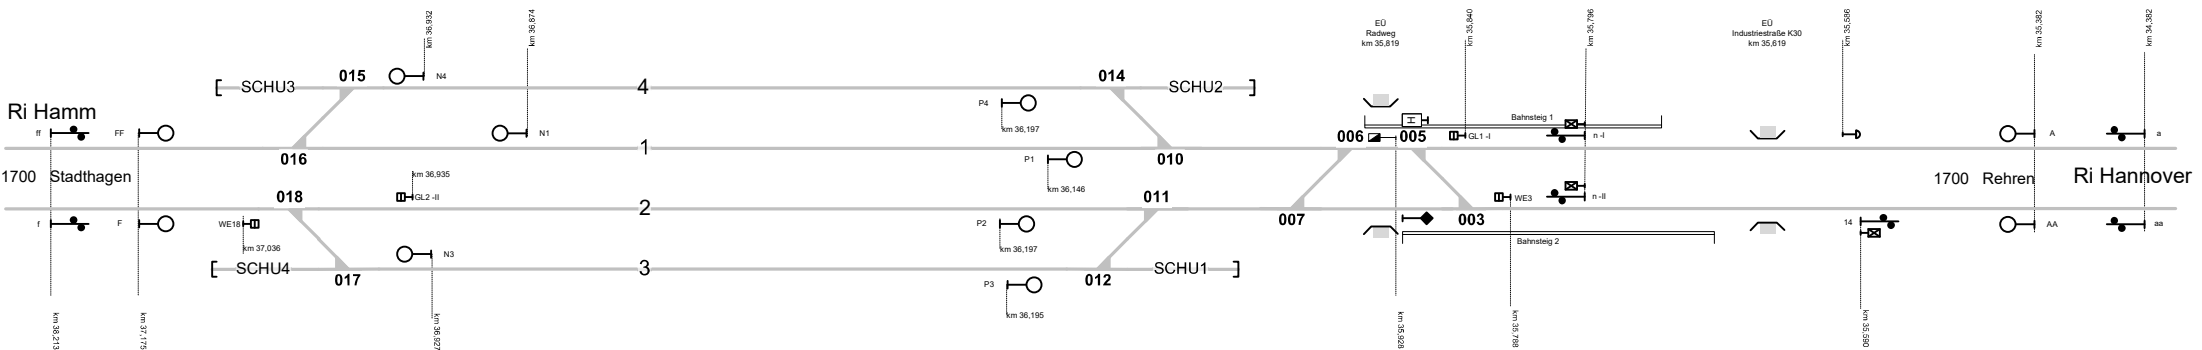 km 36,932
km 36,874
EÜ
Radweg
km 35,819
km 35,840
km 35,796
EÜ
Industriestraße K30
km 35,619
km 35,586
km 35,382
km 34,382
015
N4
014
SCHU3
4
SCHU2
P4
Ri Hamm
km 36,197
Bahnsteig 1
ff
FF
N1
006
005
GL1 -I
n -I
A
a
016
1
010
P1
1700 Stadthagen
km 36,935
km 36,146
1700 Rehren
Ri Hannover
018
GL2 -II
011
WE3
n -II
2
007
003
f
F
WE18
P2
14
AA
aa
km 37,036
km 36,197
Bahnsteig 2
N3
SCHU4
3
SCHU1
017
012
P3
km 36,195
km 38,213
km 37,175
km 36,927
km 35,928
km 35,788
km 35,590